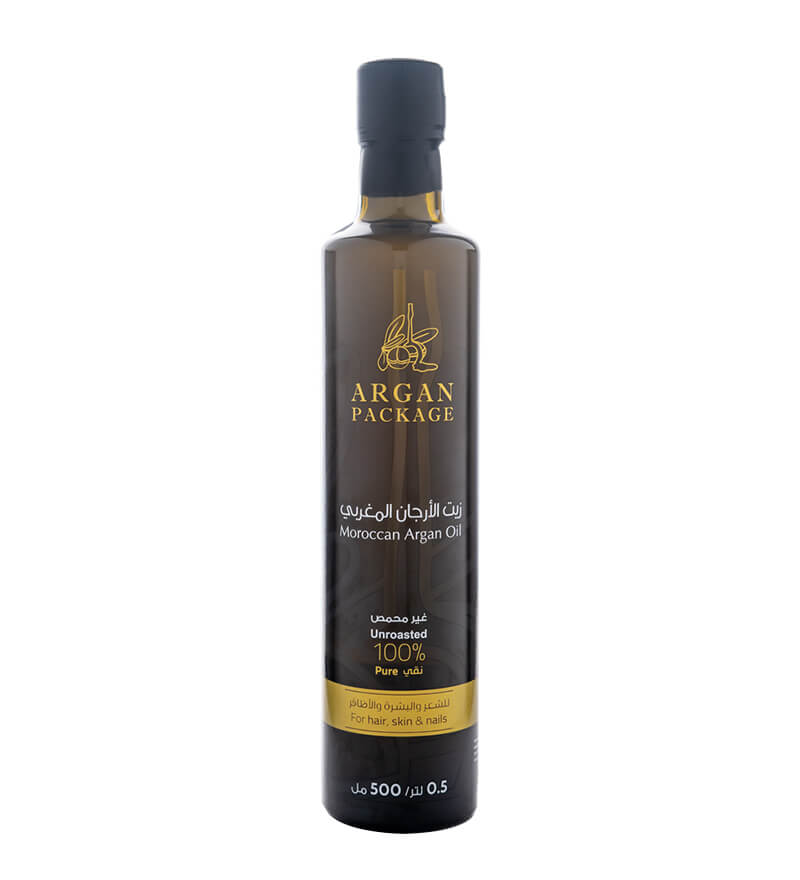 ARGAN
PACKAGE
زيت الأرجان المغربي
Moroccan Argan Oil
غير محمص
Unroasted
100%
Pure نقي
للشعر والبشرة والأظافر
For hair, skin & nails
0.5 لتر/ 500 مل